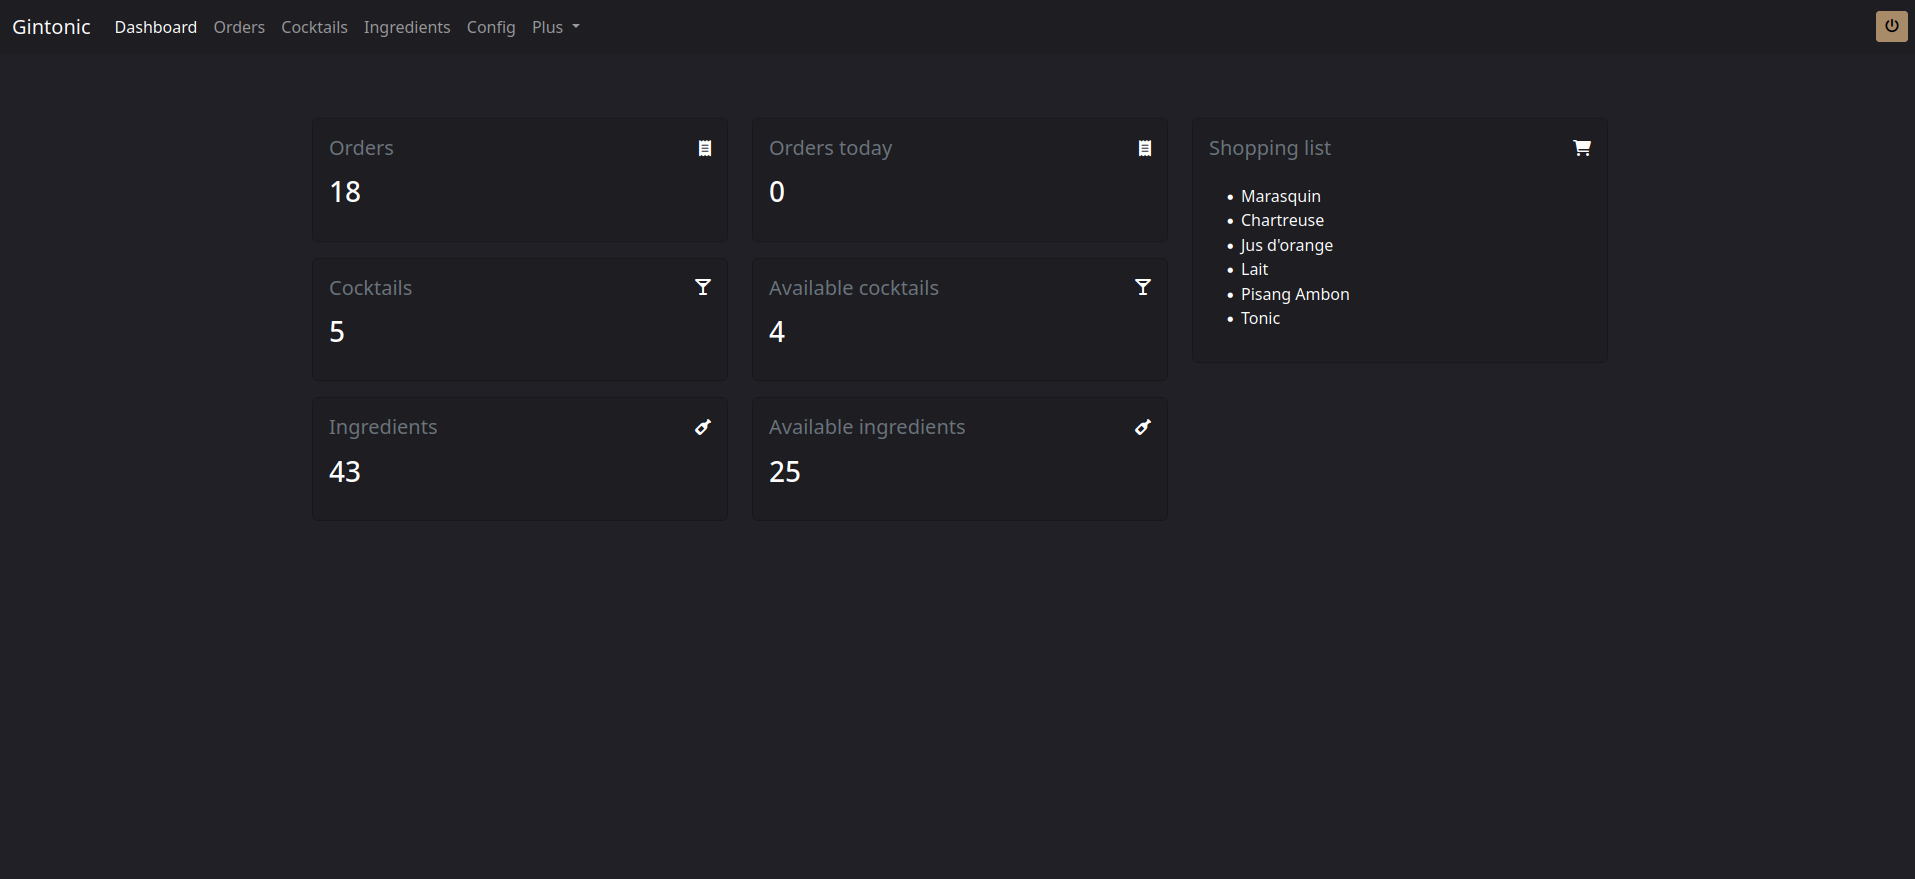 Gintonic Dashboard Orders Cocktails Ingredients Config Plus
Orders
18
Orders today
0
Shopping list
Marasquin
Chartreuse
Jus d'orange
Lait
Pisang Ambon
Tonic
Cocktails
5
Available cocktails
4
Ingredients
43
Available ingredients
25